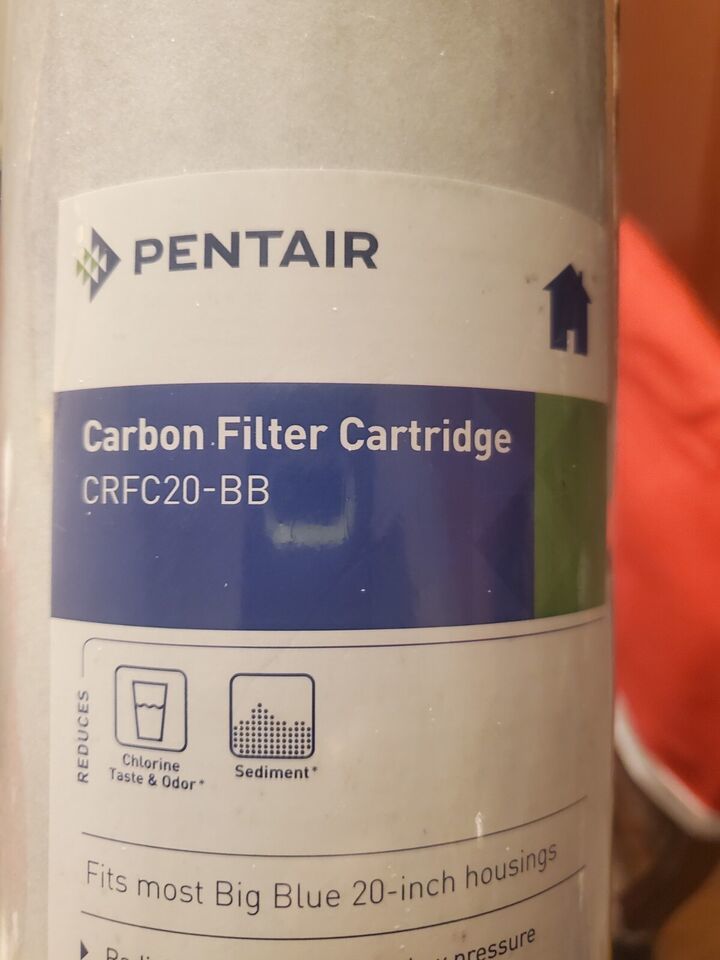 PENTAIR
Carbon Filter Cartridge
CRFC20-BB
REDUCES
Chlorine
Taste & Odor*
Sediment*
Fits most Big Blue 20-inch housings
pressure